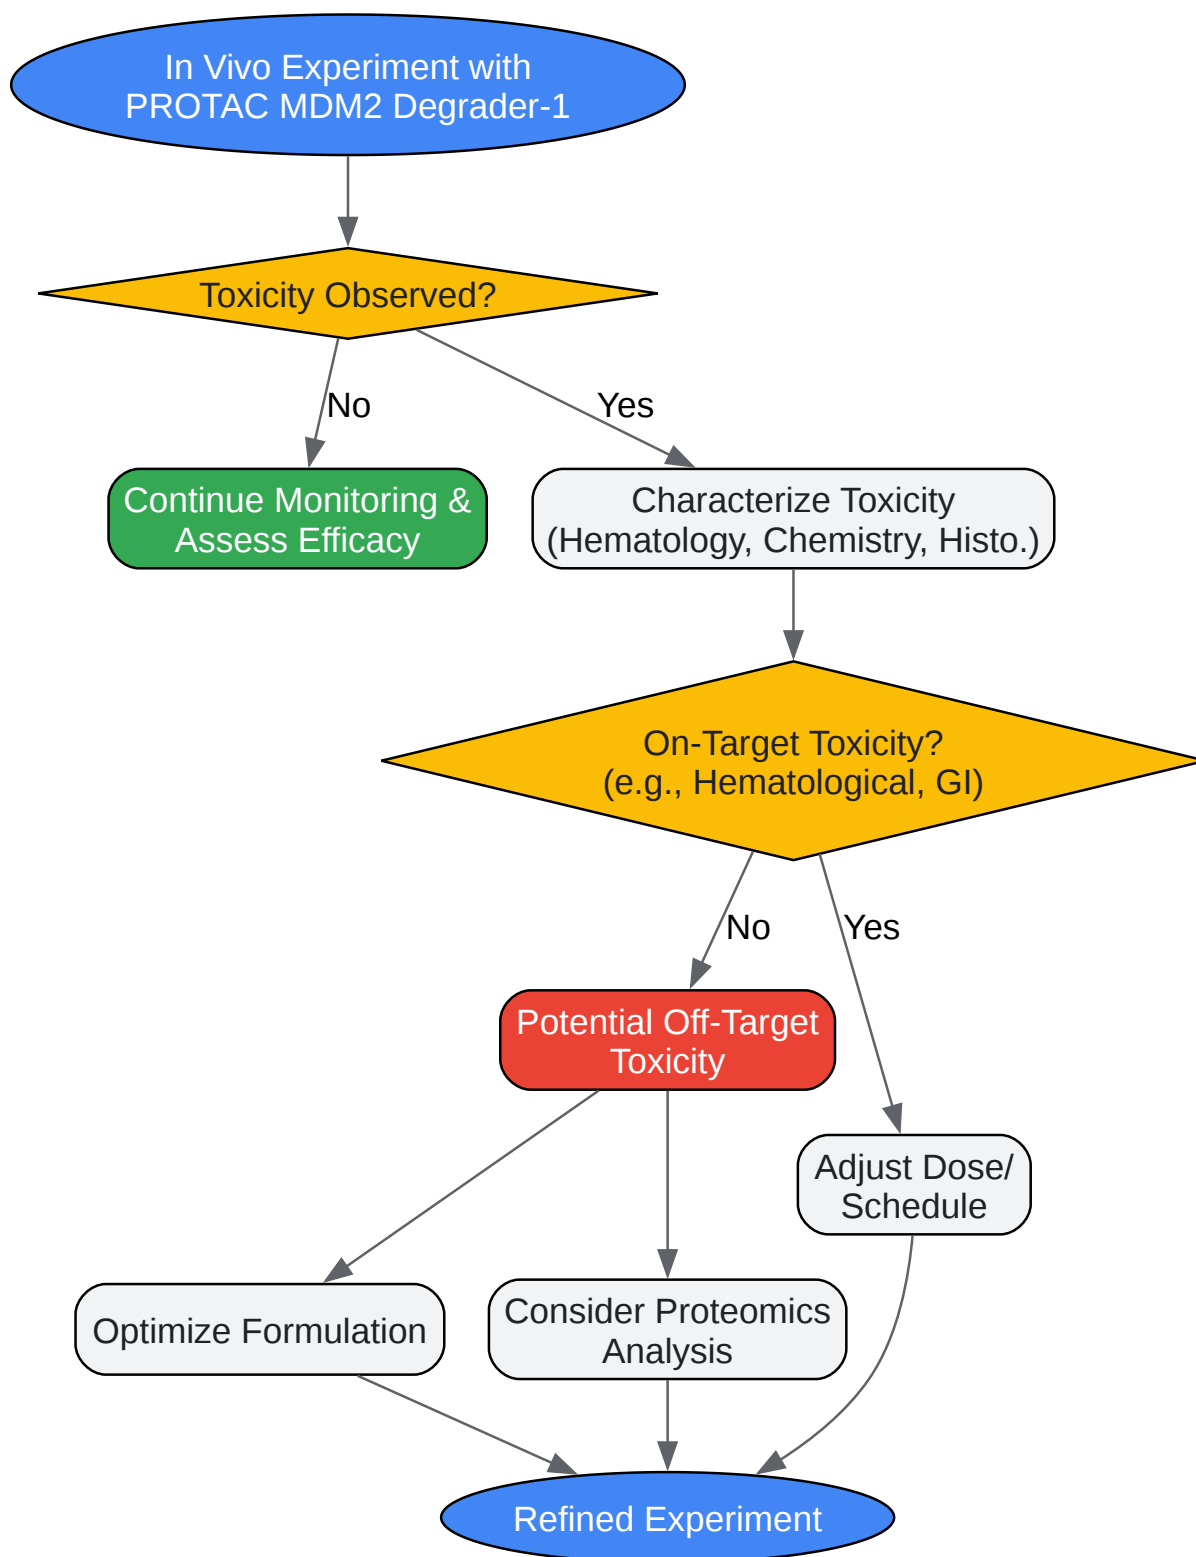 In Vivo Experiment with
PROTAC MDM2 Degrader-1
Toxicity Observed?
No
Yes
Continue Monitoring &
Assess Efficacy
Characterize Toxicity
(Hematology, Chemistry, Histo.)
On-Target Toxicity?
(e.g., Hematological, GI)
No
Yes
Potential Off-Target
Toxicity
Adjust Dose/
Schedule
Optimize Formulation
Consider Proteomics
Analysis
Refined Experiment